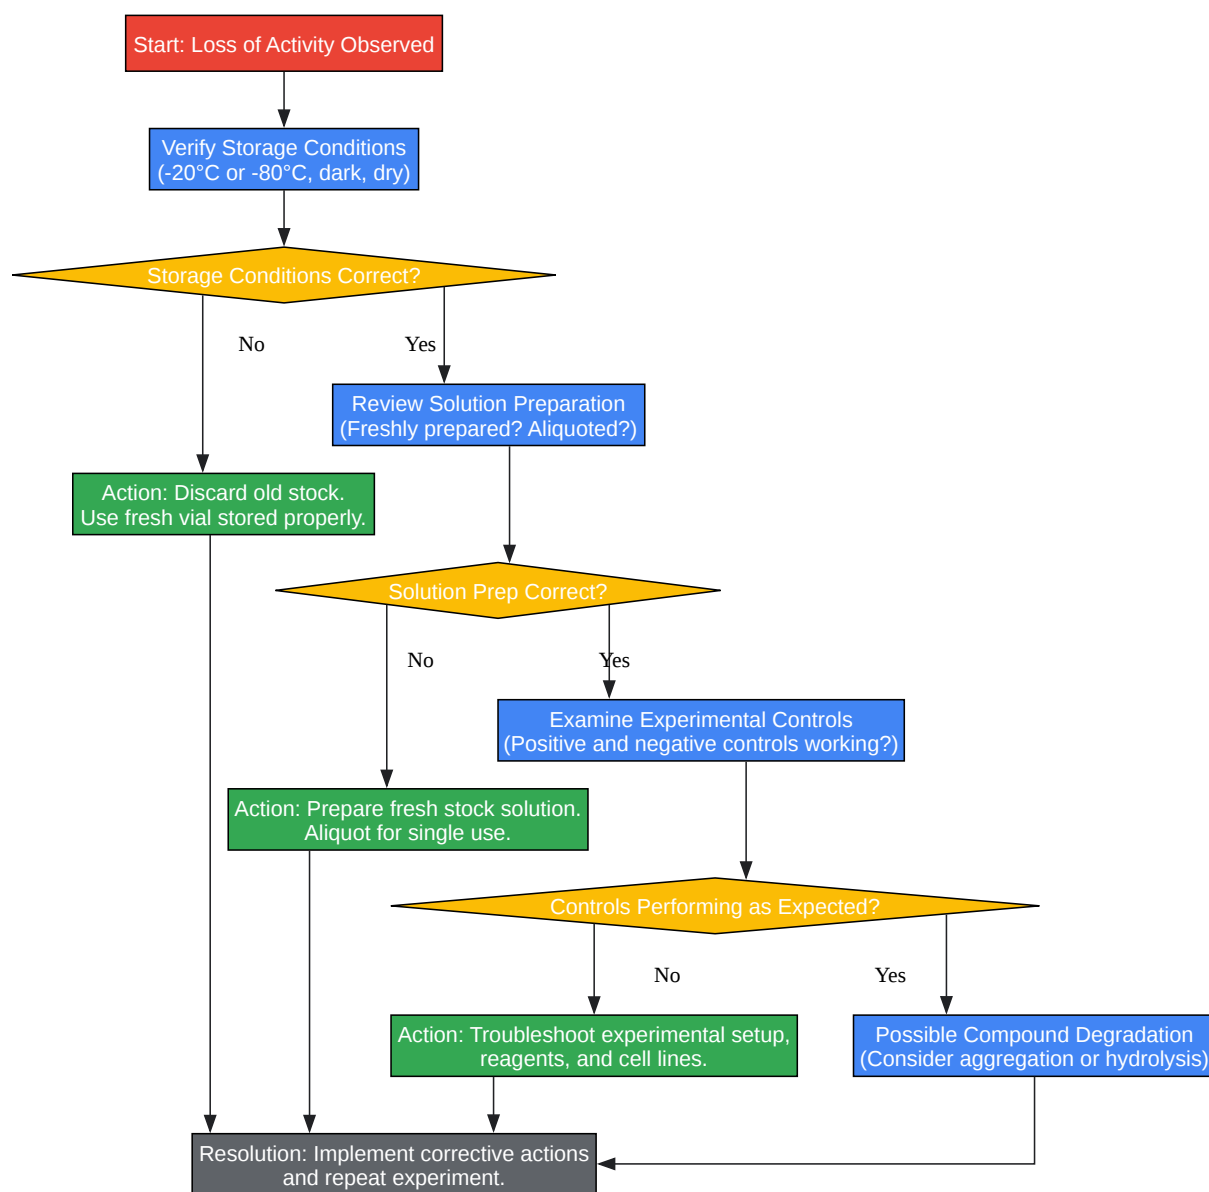 Start: Loss of Activity Observed
Verify Storage Conditions
(-20°C or -80°C, dark, dry)
Storage Conditions Correct?
No
Yes
Review Solution Preparation
(Freshly prepared? Aliquoted?)
Action: Discard old stock.
Use fresh vial stored properly.
Solution Prep Correct?
No
Yes
Examine Experimental Controls
(Positive and negative controls working?)
Action: Prepare fresh stock solution.
Aliquot for single use.
Controls Performing as Expected?
No
Yes
Action: Troubleshoot experimental setup,
reagents, and cell lines.
Possible Compound Degradation
(Consider aggregation or hydrolysis)
Resolution: Implement corrective actions
and repeat experiment.